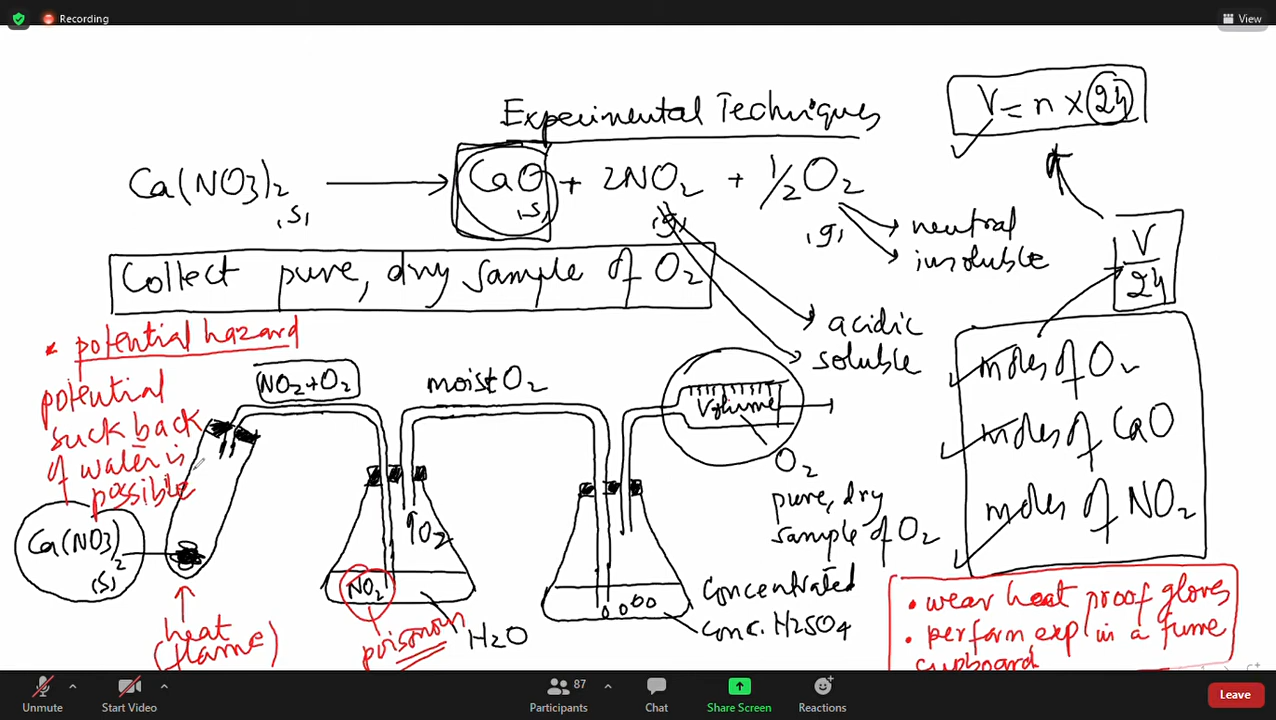 Recording
View
Experimental Techniques
V = n × 24
Ca(NO3)2 (s) → CaO (s) + 2NO2 (g) + 1/2O2 (g)
neutral
insoluble
V/24
Collect pure, dry sample of O2
acidic
soluble
* potential hazard
potential
suck back
of water is
possible
NO2+O2
moist O2
Volume
O2
pure, dry
sample of O2
moles of O2
moles of CaO
moles of NO2
Ca(NO3)2
(s)
O2
NO2
H2O
poisonous
heat
(flame)
Concentrated
conc. H2SO4
• wear heat proof gloves
• perform exp in a fume
cupboard
Unmute
Start Video
87
Participants
Chat
Share Screen
Reactions
Leave